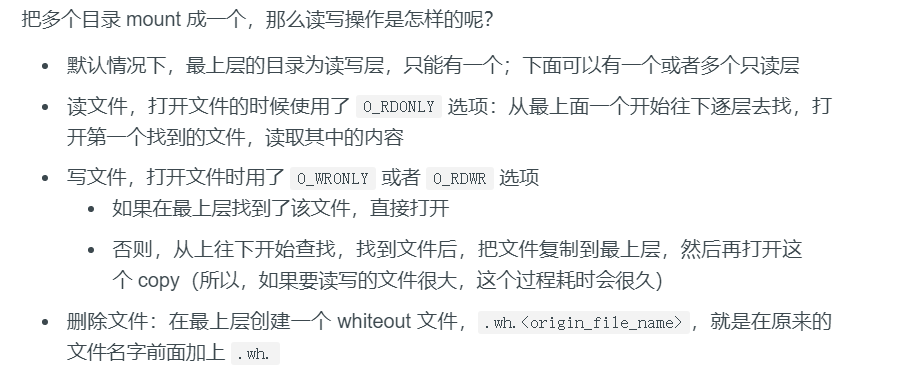 把多个目录 mount 成一个，那么读写操作是怎样的呢？
• 默认情况下，最上层的目录为读写层，只能有一个；下面可以有一个或者多个只读层
• 读文件，打开文件的时候使用了 O_RDONLY 选项：从最上面一个开始往下逐层去找，打
开第一个找到的文件，读取其中的内容
• 写文件，打开文件时用了 O_WRONLY 或者 O_RDWR 选项
• 如果在最上层找到了该文件，直接打开
• 否则，从上往下开始查找，找到文件后，把文件复制到最上层，然后再打开这
个 copy（所以，如果要读写的文件很大，这个过程耗时会很久）
• 删除文件：在最上层创建一个 whiteout 文件，.wh.<origin_file_name>，就是在原来的
文件名字前面加上 .wh.